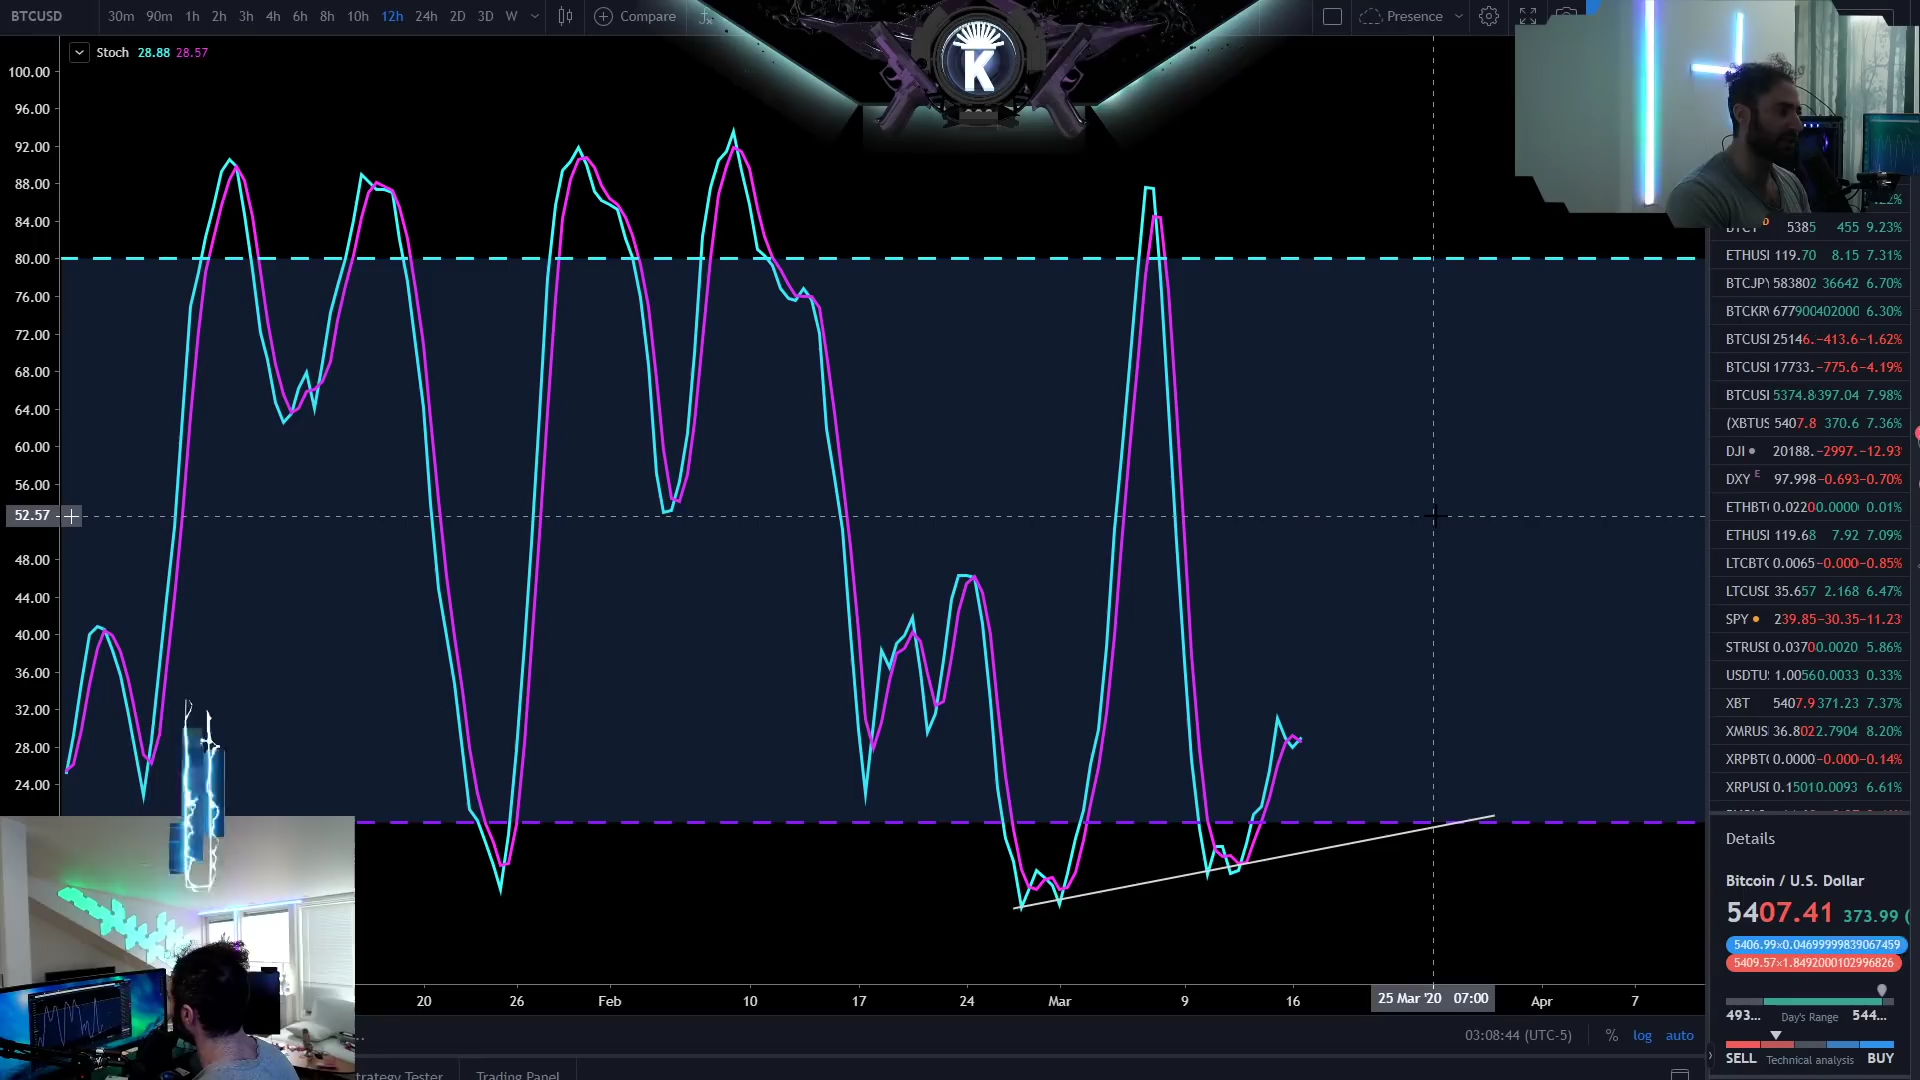 BTCUSD 30m 90m 1h 2h 3h 4h 6h 8h 10h 12h 24h 2D 3D W Compare Presence
Stoch 28.88 28.57
K
100.00
96.00
92.00
88.00
84.00
80.00
76.00
72.00
68.00
64.00
60.00
56.00
52.57
48.00
44.00
40.00
36.00
32.00
28.00
24.00
20 26 Feb 10 17 24 Mar 9 16 25 Mar '20 07:00 Apr 7
03:08:44 (UTC-5) % log auto
trategy Tester Trading Panel
5385 455 9.23%
ETHUSI 119.70 8.15 7.31%
BTCJPY 583802 36642 6.70%
BTCKR 677900402000 6.30%
BTCUSI 25146.-413.6-1.62%
BTCUSI 17733.-775.6-4.19%
BTCUSI 5374.8 397.04 7.98%
(XBTUS 5407.8 370.6 7.36%
DJI 20188.-2997.-12.93
DXY E 97.998-0.693-0.70%
ETHBT 0.02200.0000 0.01%
ETHUSI 119.68 7.92 7.09%
LTCBT 0.0065-0.000-0.85%
LTCUSD 35.657 2.168 6.47%
SPY 239.85-30.35-11.23
STRUSI 0.03700.0020 5.86%
USDTU: 1.00560.0033 0.33%
XBT 5407.9 371.23 7.37%
XMRUS 36.8022.7904 8.20%
XRPBT 0.0000-0.000-0.14%
XRPUSI 0.15010.0093 6.61%
Details
Bitcoin / U.S. Dollar
5407.41 373.99 (
5406.99×0.04699999839067459
5409.57×1.8492000102996826
493... Day's Range 544...
SELL Technical analysis BUY